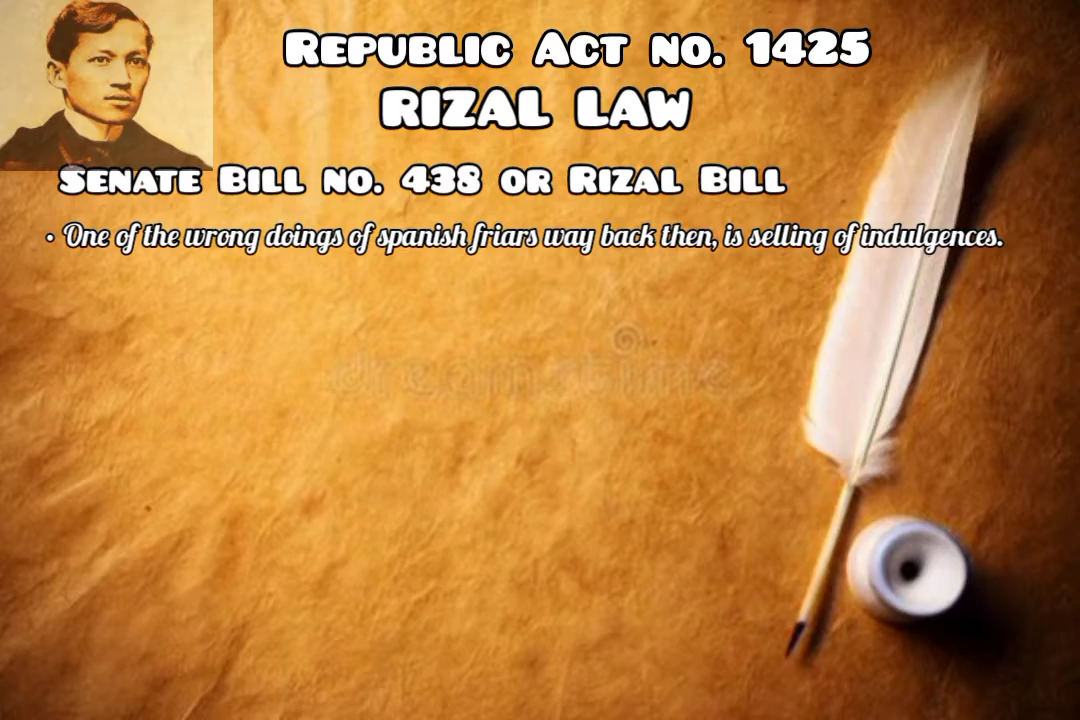 Republic Act no. 1425
RIZAL LAW
Senate Bill no. 438 or Rizal Bill
• One of the wrong doings of spanish friars way back then, is selling of indulgences.
dreamstime